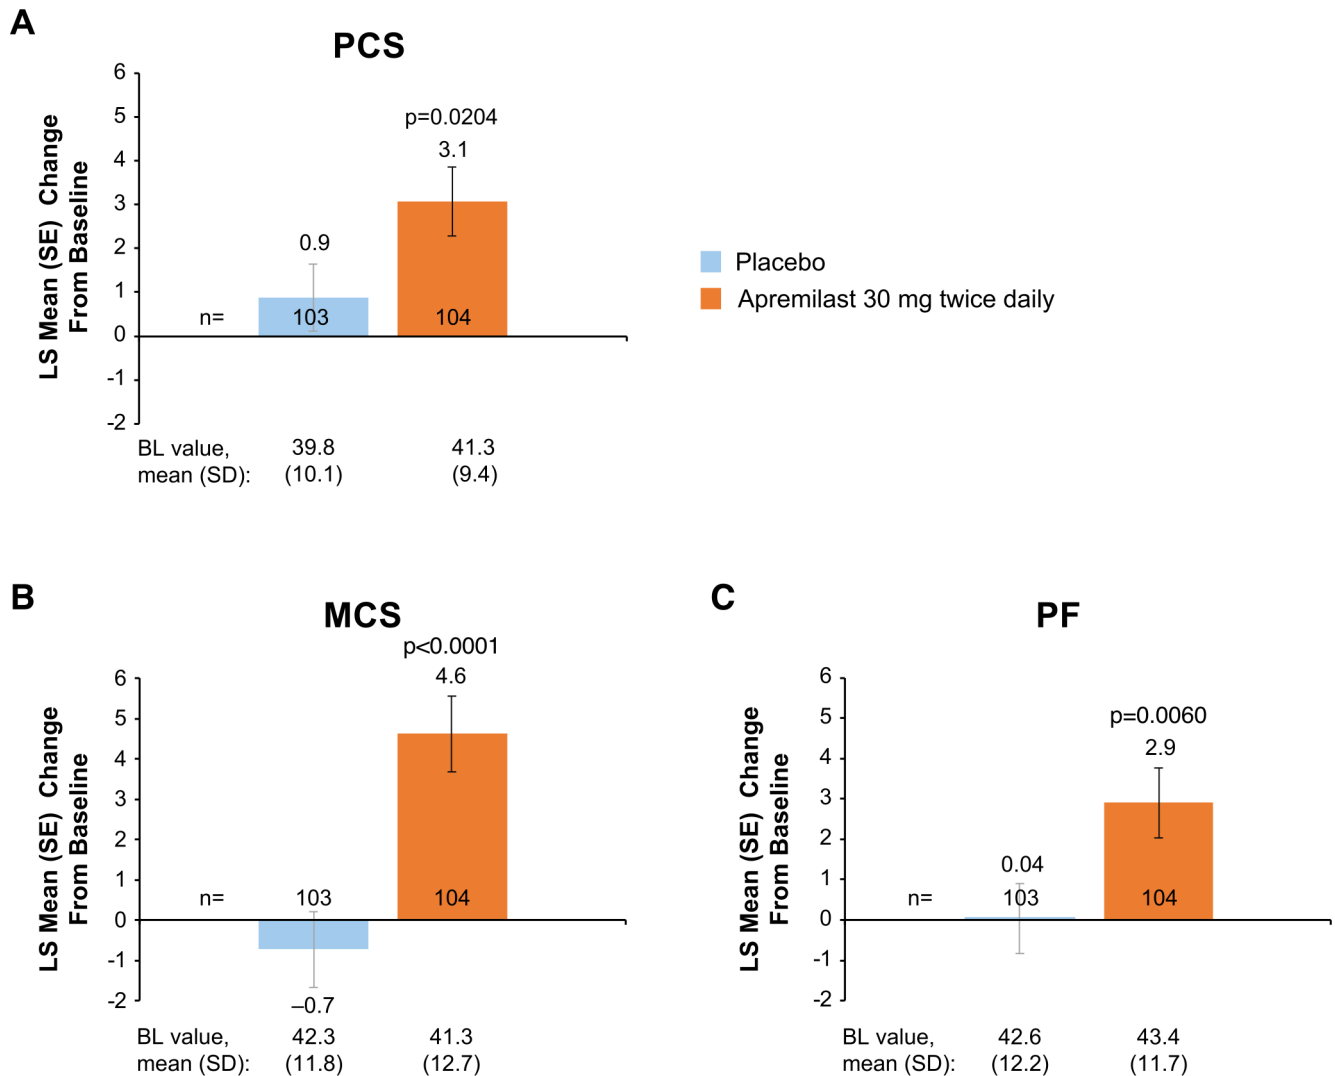 A
PCS
LS Mean (SE) Change
From Baseline
6
5
4
3
2
1
0
-1
-2
p=0.0204
3.1
0.9
n=
103
104
BL value,
mean (SD):
39.8
(10.1)
41.3
(9.4)
Placebo
Apremilast 30 mg twice daily
B
MCS
LS Mean (SE) Change
From Baseline
6
5
4
3
2
1
0
-1
-2
p<0.0001
4.6
n=
103
104
–0.7
BL value,
mean (SD):
42.3
(11.8)
41.3
(12.7)
C
PF
LS Mean (SE) Change
From Baseline
6
5
4
3
2
1
0
-1
-2
p=0.0060
2.9
0.04
n=
103
104
BL value,
mean (SD):
42.6
(12.2)
43.4
(11.7)